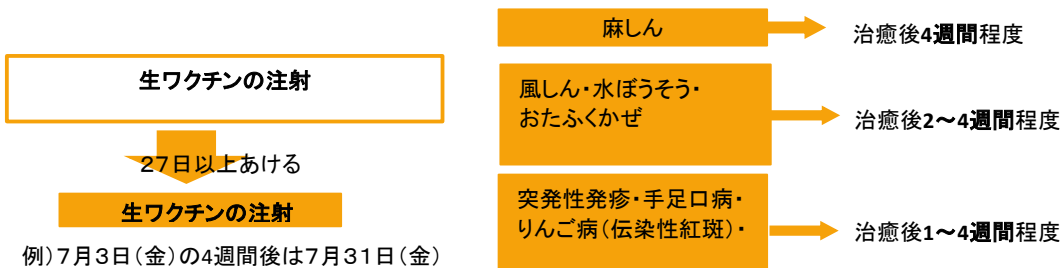 生ワクチンの注射
27日以上あける
生ワクチンの注射
例)7月3日(金)の4週間後は7月31日(金)
麻しん
治癒後4週間程度
風しん・水ぼうそう・
おたふくかぜ
治癒後2～4週間程度
突発性発疹・手足口病・
りんご病(伝染性紅斑)・
治癒後1～4週間程度